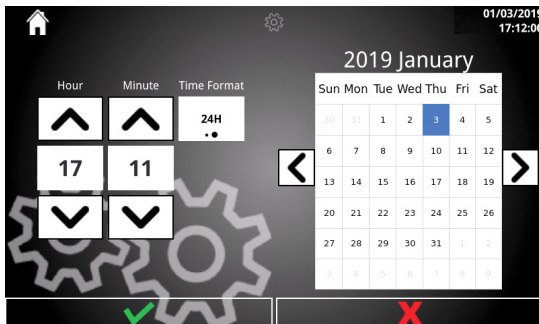 01/03/2019
17:12:00
2019 January
Hour Minute Time Format
24H
17 11
Sun Mon Tue Wed Thu Fri Sat
30 31 1 2 3 4 5
6 7 8 9 10 11 12
13 14 15 16 17 18 19
20 21 22 23 24 25 26
27 28 29 30 31 1 2
3 4 5 6 7 8 9